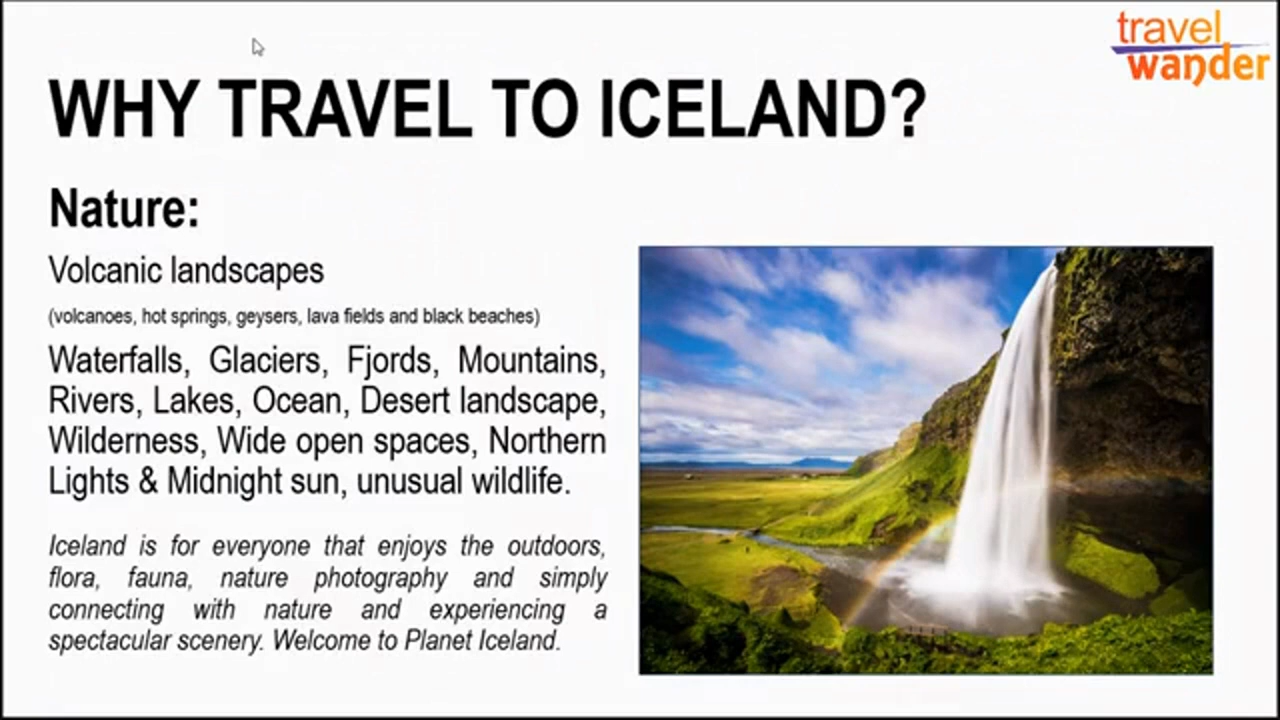 travel
wander
WHY TRAVEL TO ICELAND?
Nature:
Volcanic landscapes
(volcanoes, hot springs, geysers, lava fields and black beaches)
Waterfalls, Glaciers, Fjords, Mountains,
Rivers, Lakes, Ocean, Desert landscape,
Wilderness, Wide open spaces, Northern
Lights & Midnight sun, unusual wildlife.
Iceland is for everyone that enjoys the outdoors,
flora, fauna, nature photography and simply
connecting with nature and experiencing a
spectacular scenery. Welcome to Planet Iceland.